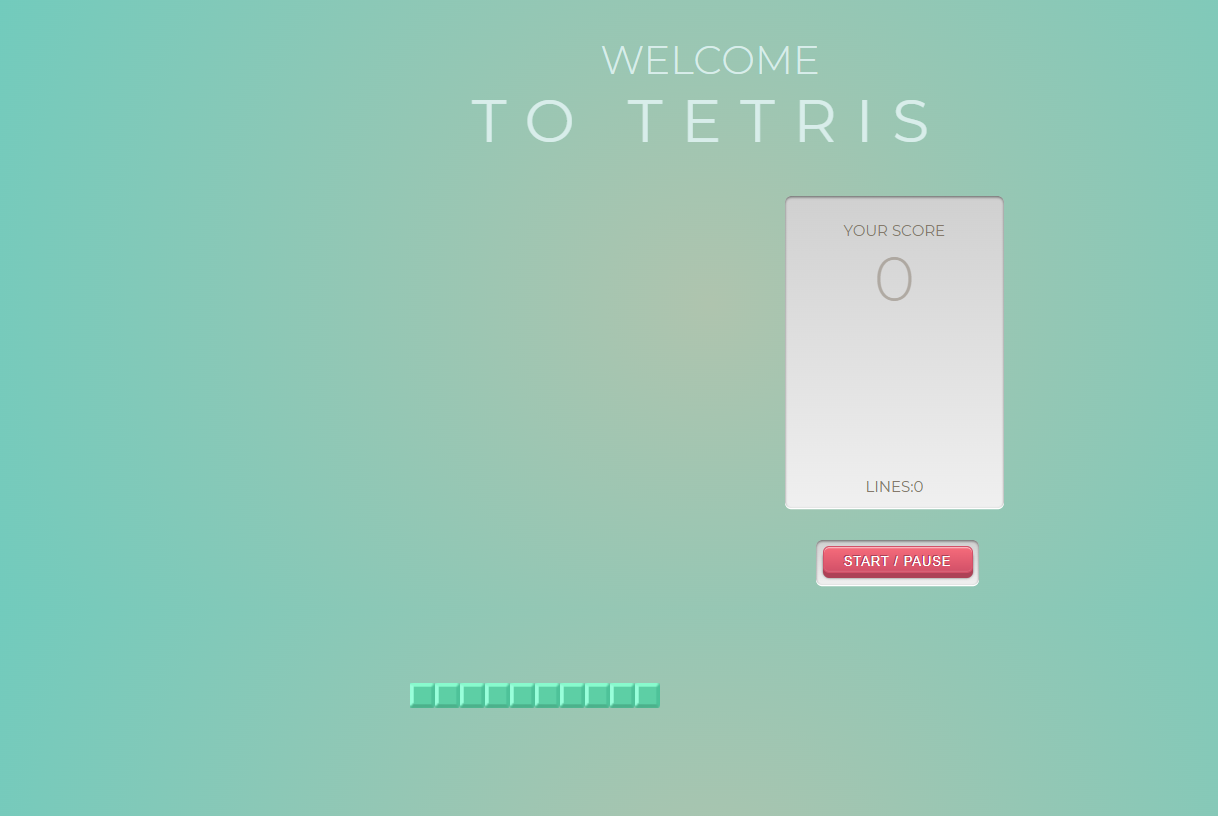 WELCOME
TO TETRIS
YOUR SCORE
0
LINES:0
START / PAUSE